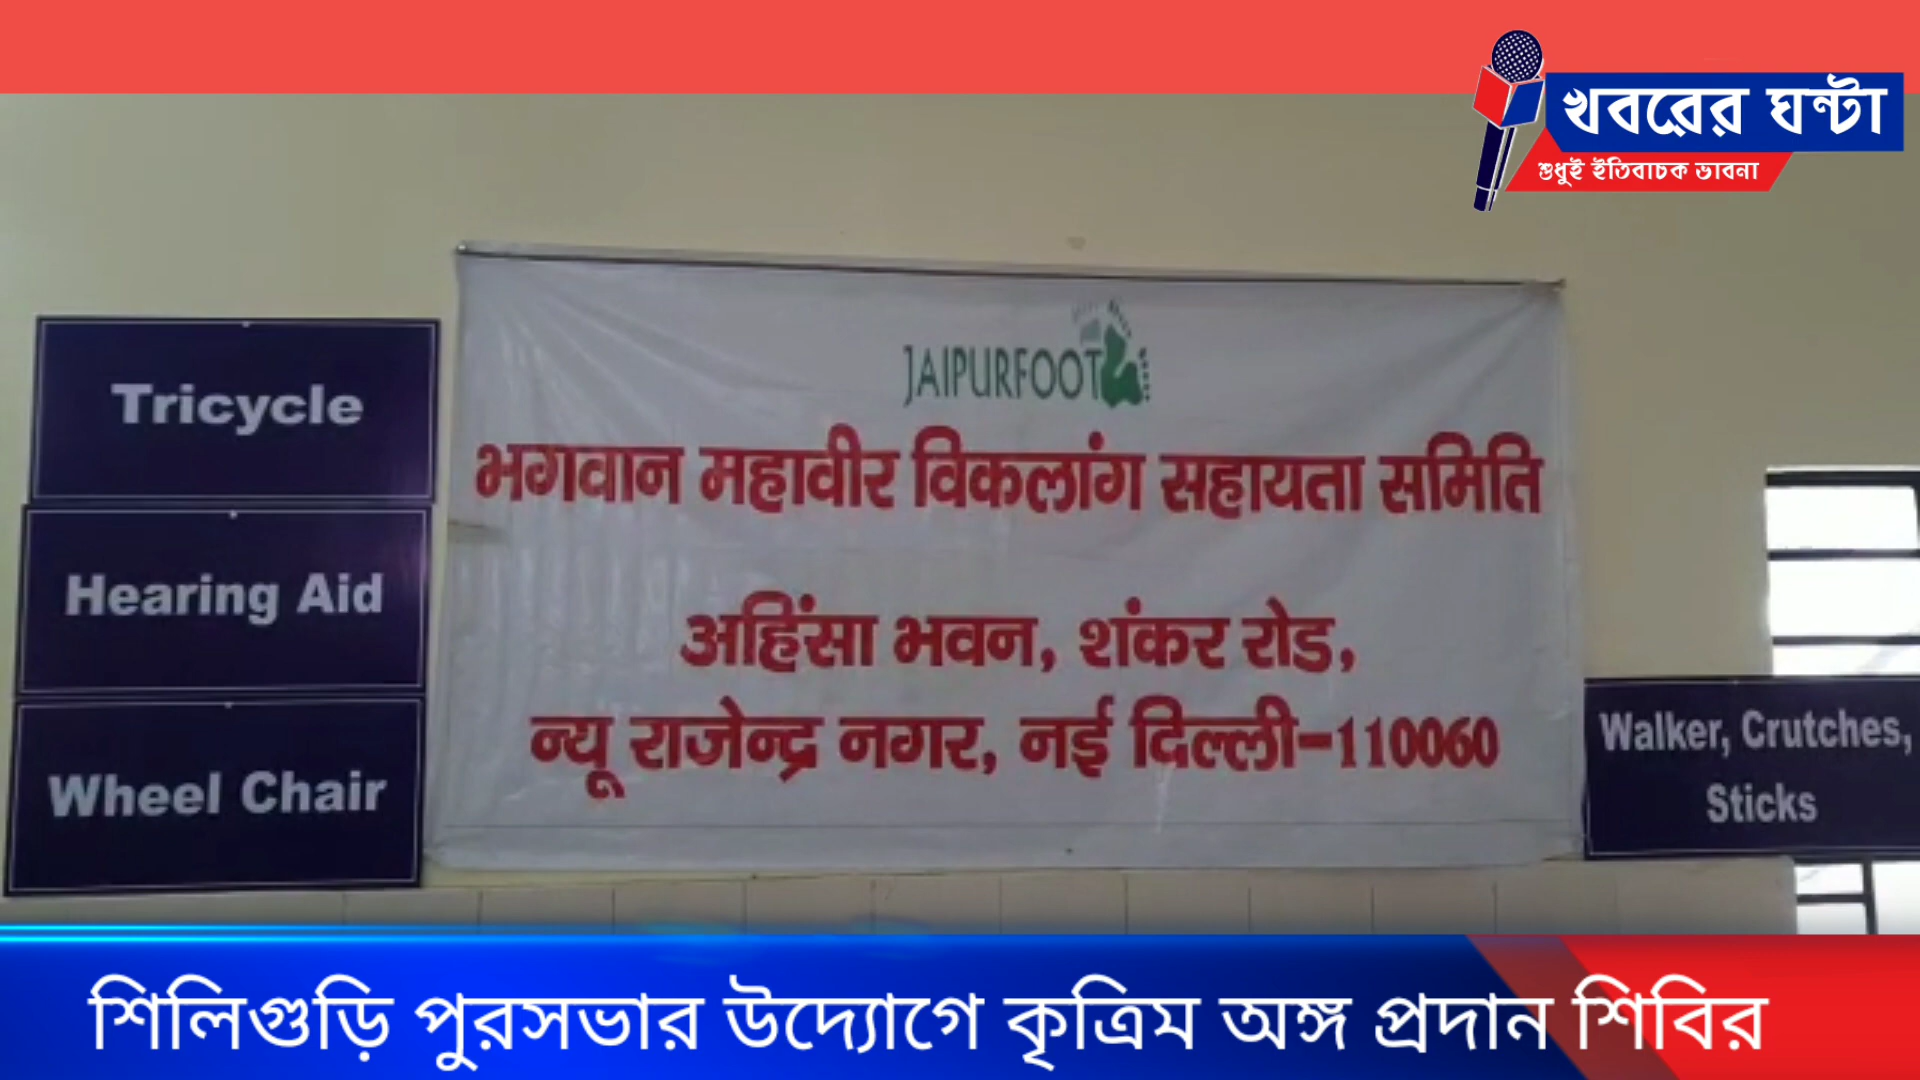 খবরের ঘন্টা
শুধুই ইতিবাচক ভাবনা
JAIPURFOOT
भगवान महावीर विकलांग सहायता समिति
अहिंसा भवन, शंकर रोड,
न्यू राजेन्द्र नगर, नई दिल्ली-110060
Tricycle
Hearing Aid
Wheel Chair
Walker, Crutches,
Sticks
শিলিগুড়ি পুরসভার উদ্যোগে কৃত্রিম অঙ্গ প্রদান শিবির